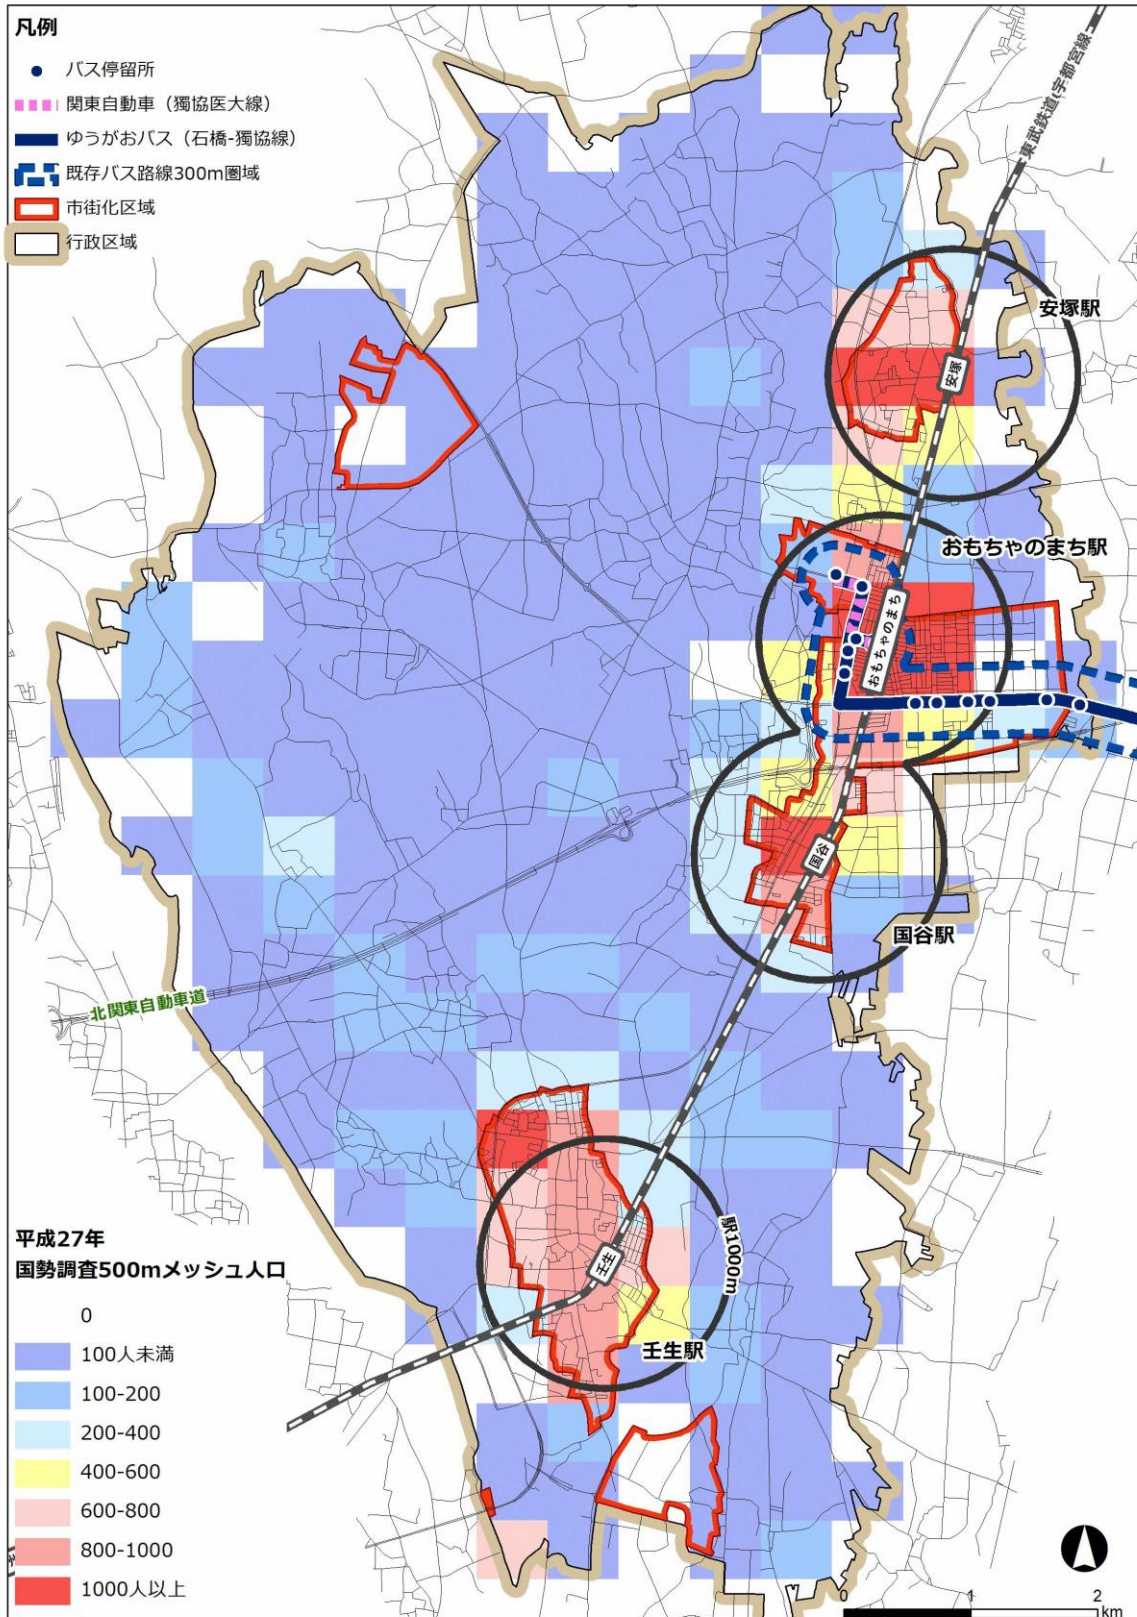 凡例
バス停留所
関東自動車（獨協医大線）
ゆうがおバス（石橋-獨協線）
既存バス路線300m圏域
市街化区域
行政区域
東武鉄道(宇都宮線)
安塚駅
安塚
おもちゃのまち駅
おもちゃのまち
国谷
国谷駅
北関東自動車道
駅1000m
壬生
壬生駅
平成27年
国勢調査500mメッシュ人口
0
100人未満
100-200
200-400
400-600
600-800
800-1000
1000人以上
0 1 2
km